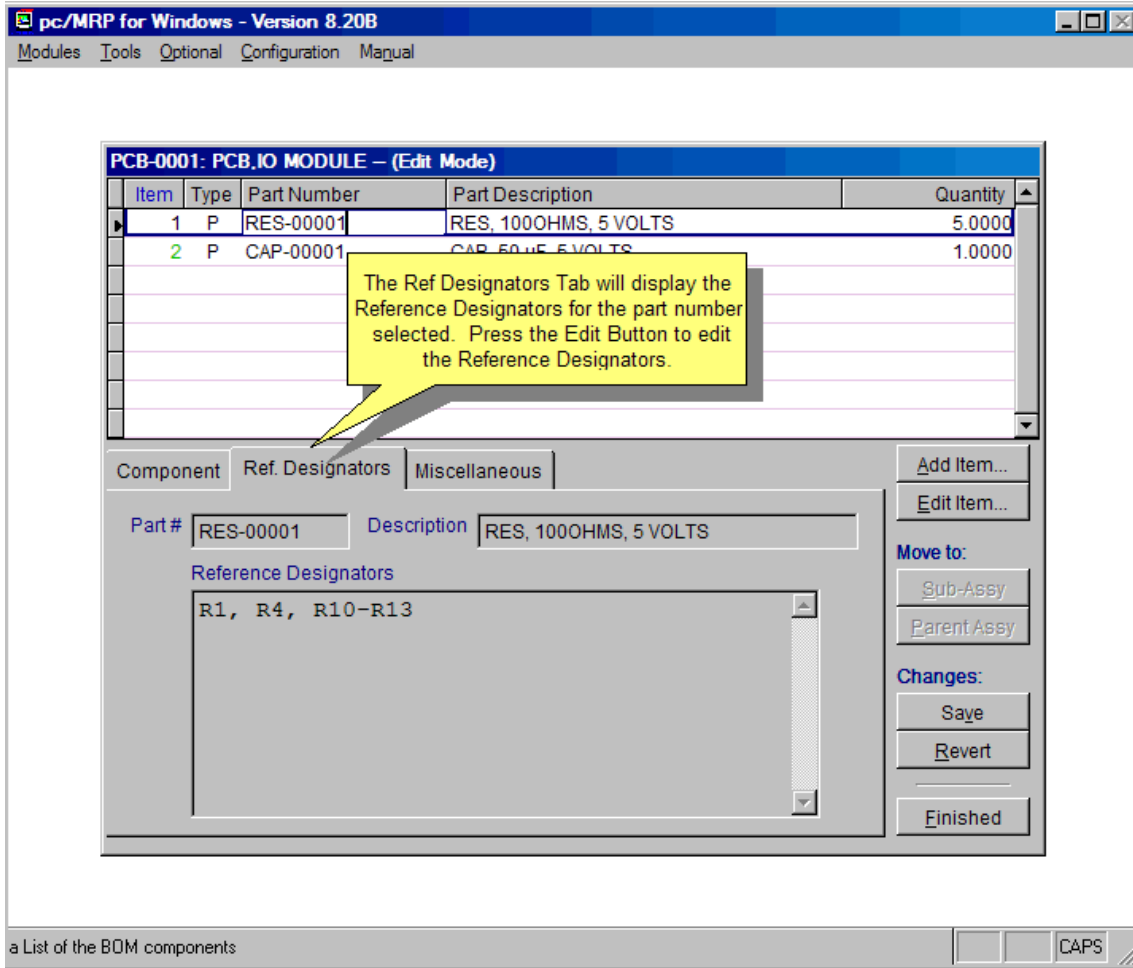 pc/MRP for Windows - Version 8.20B
Modules Tools Optional Configuration Manual
PCB-0001: PCB,IO MODULE – (Edit Mode)
Item Type Part Number Part Description Quantity
1 P RES-00001 RES, 100OHMS, 5 VOLTS 5.0000
2 P CAP-00001 CAP, 50 uF, 5 VOLTS 1.0000
The Ref Designators Tab will display the
Reference Designators for the part number
selected. Press the Edit Button to edit
the Reference Designators.
Component Ref. Designators Miscellaneous
Add Item...
Edit Item...
Part # RES-00001 Description RES, 100OHMS, 5 VOLTS
Move to:
Reference Designators
Sub-Assy
R1, R4, R10-R13
Parent Assy
Changes:
Save
Revert
Finished
a List of the BOM components CAPS